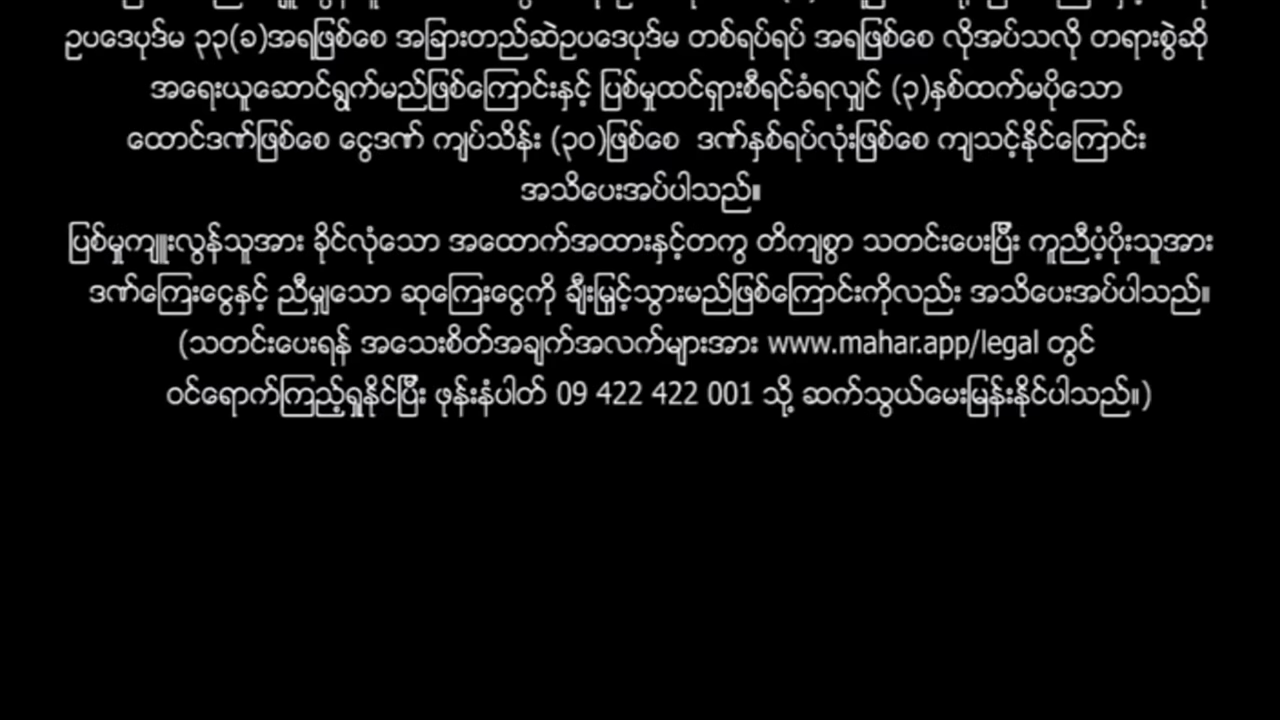 ဥပဒေပုဒ်မ ၃၃(ခ)အရဖြစ်စေ အခြားတည်ဆဲဥပဒေပုဒ်မ တစ်ရပ်ရပ် အရဖြစ်စေ လိုအပ်သလို တရားစွဲဆို
အရေးယူဆောင်ရွက်မည်ဖြစ်ကြောင်းနှင့် ပြစ်မှုထင်ရှားစီရင်ခံရလျှင် (၃)နှစ်ထက်မပိုသော
ထောင်ဒဏ်ဖြစ်စေ ငွေဒဏ် ကျပ်သိန်း (၃၀)ဖြစ်စေ ဒဏ်နှစ်ရပ်လုံးဖြစ်စေ ကျသင့်နိုင်ကြောင်း
အသိပေးအပ်ပါသည်။
ပြစ်မှုကျူးလွန်သူအား ခိုင်လုံသော အထောက်အထားနှင့်တကွ တိကျစွာ သတင်းပေးပြီး ကူညီပံ့ပိုးသူအား
ဒဏ်ကြေးငွေနှင့် ညီမျှသော ဆုကြေးငွေကို ချီးမြှင့်သွားမည်ဖြစ်ကြောင်းကိုလည်း အသိပေးအပ်ပါသည်။
(သတင်းပေးရန် အသေးစိတ်အချက်အလက်များအား www.mahar.app/legal တွင်
ဝင်ရောက်ကြည့်ရှုနိုင်ပြီး ဖုန်းနံပါတ် 09 422 422 001 သို့ ဆက်သွယ်မေးမြန်းနိုင်ပါသည်။)